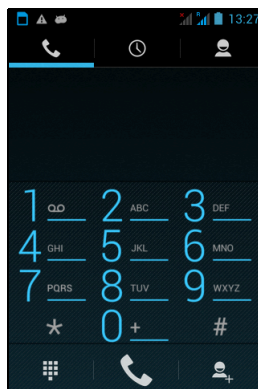 13:27
1 2 ABC 3 DEF
4 GHI 5 JKL 6 MNO
7 PQRS 8 TUV 9 WXYZ
* 0 + #